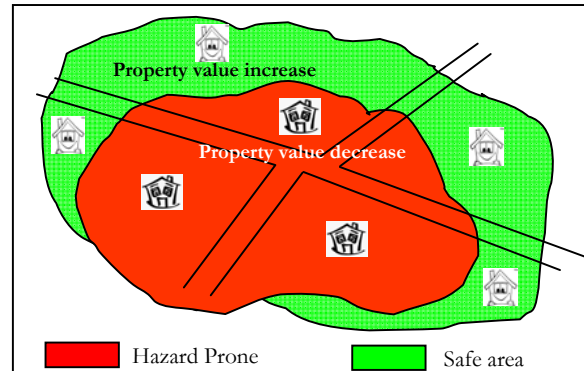 Property value increase
Property value decrease
Hazard Prone
Safe area